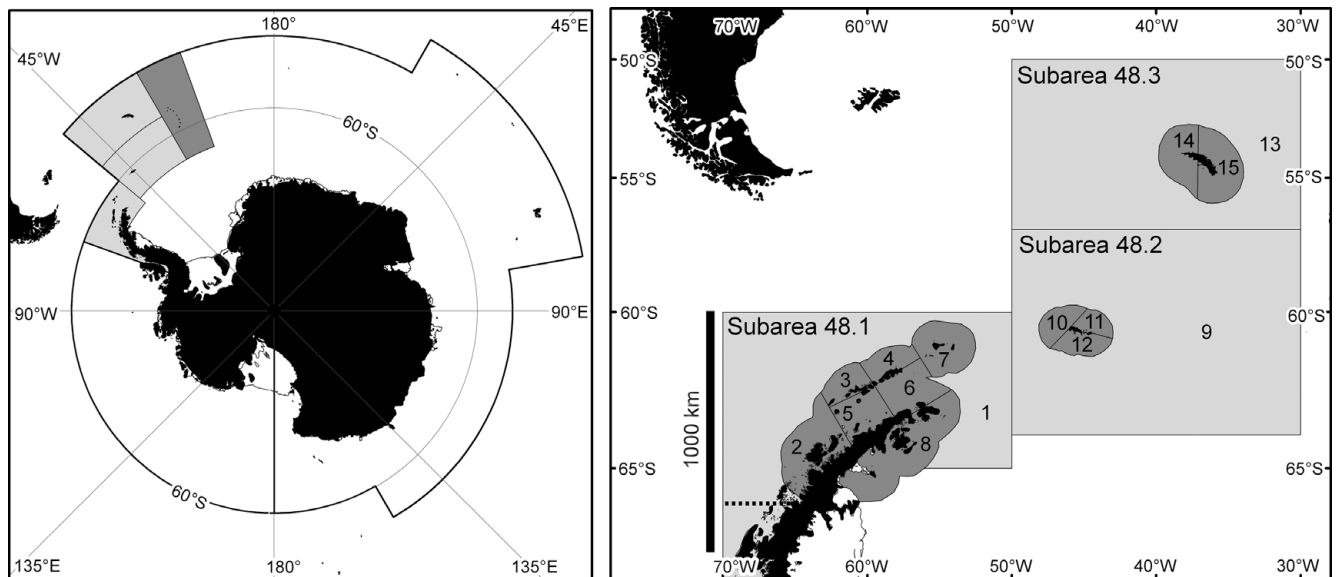 180°
45°E
45°W
60°S
90°W
90°E
60°S
135°E
180°
135°E
70°W
60°W
50°W
40°W
30°W
50°S
50°S
Subarea 48.3
14
13
15
55°S
55°S
Subarea 48.2
60°S
60°S
Subarea 48.1
10
11
12
9
7
4
3
6
5
1
2
8
1000 km
65°S
65°S
70°W
60°W
50°W
40°W
30°W